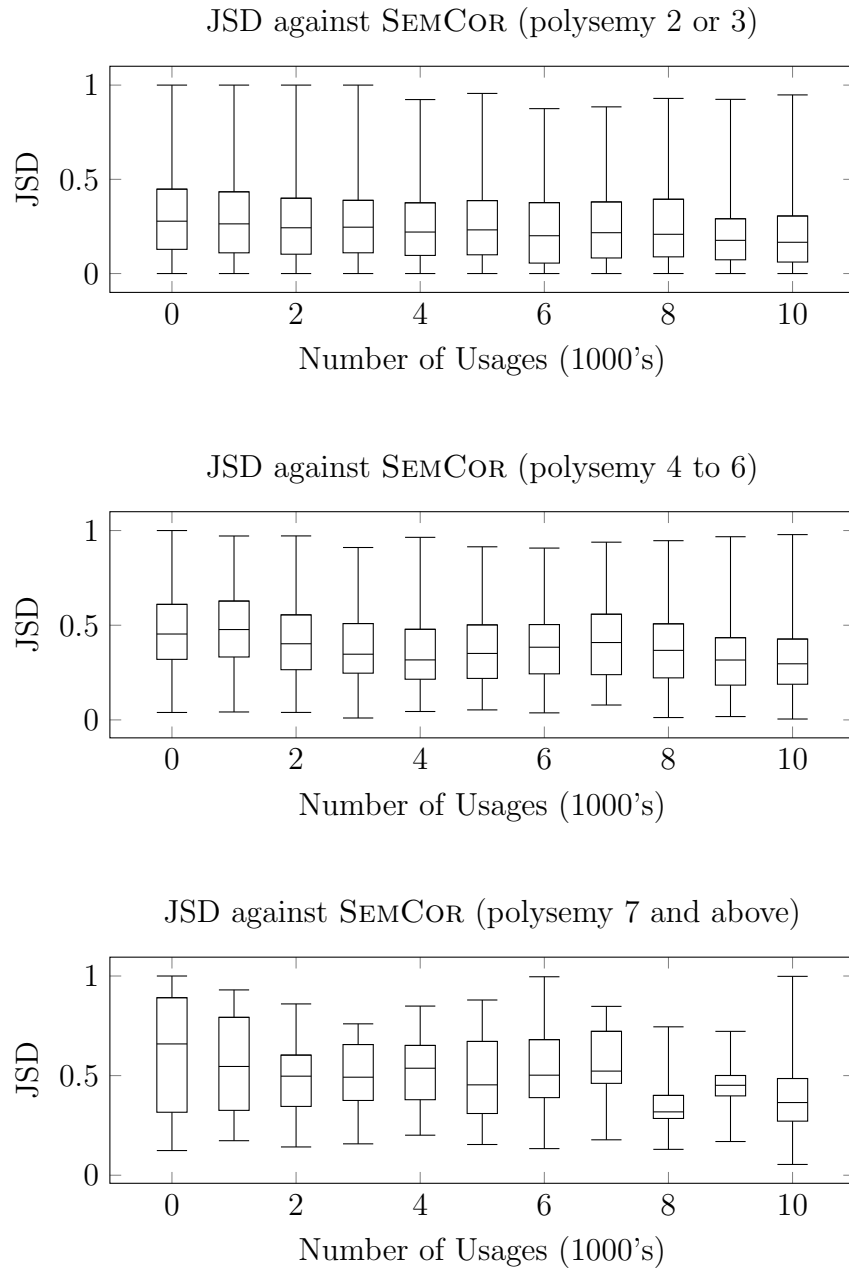 JSD against SEMCOR (polysemy 2 or 3)
1
0.5
0
JSD
0 2 4 6 8 10
Number of Usages (1000's)
JSD against SEMCOR (polysemy 4 to 6)
1
0.5
0
JSD
0 2 4 6 8 10
Number of Usages (1000's)
JSD against SEMCOR (polysemy 7 and above)
1
0.5
0
JSD
0 2 4 6 8 10
Number of Usages (1000's)